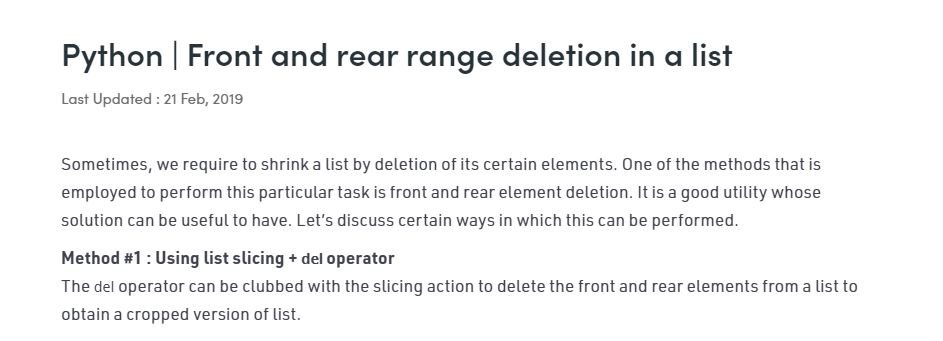 Python | Front and rear range deletion in a list
Last Updated : 21 Feb, 2019
Sometimes, we require to shrink a list by deletion of its certain elements. One of the methods that is
employed to perform this particular task is front and rear element deletion. It is a good utility whose
solution can be useful to have. Let’s discuss certain ways in which this can be performed.
Method #1 : Using list slicing + del operator
The del operator can be clubbed with the slicing action to delete the front and rear elements from a list to
obtain a cropped version of list.